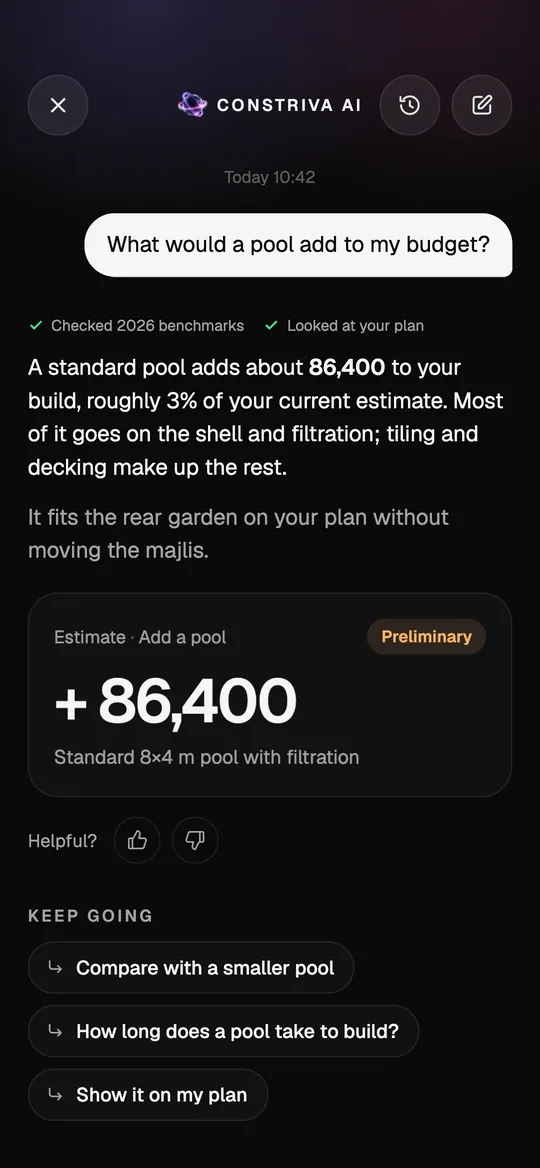 CONSTRIVA AI
Today 10:42
What would a pool add to my budget?
Checked 2026 benchmarks
Looked at your plan
A standard pool adds about 86,400 to your
build, roughly 3% of your current estimate. Most
of it goes on the shell and filtration; tiling and
decking make up the rest.
It fits the rear garden on your plan without
moving the majlis.
Estimate · Add a pool
Preliminary
+ 86,400
Standard 8×4 m pool with filtration
Helpful?
KEEP GOING
Compare with a smaller pool
How long does a pool take to build?
Show it on my plan